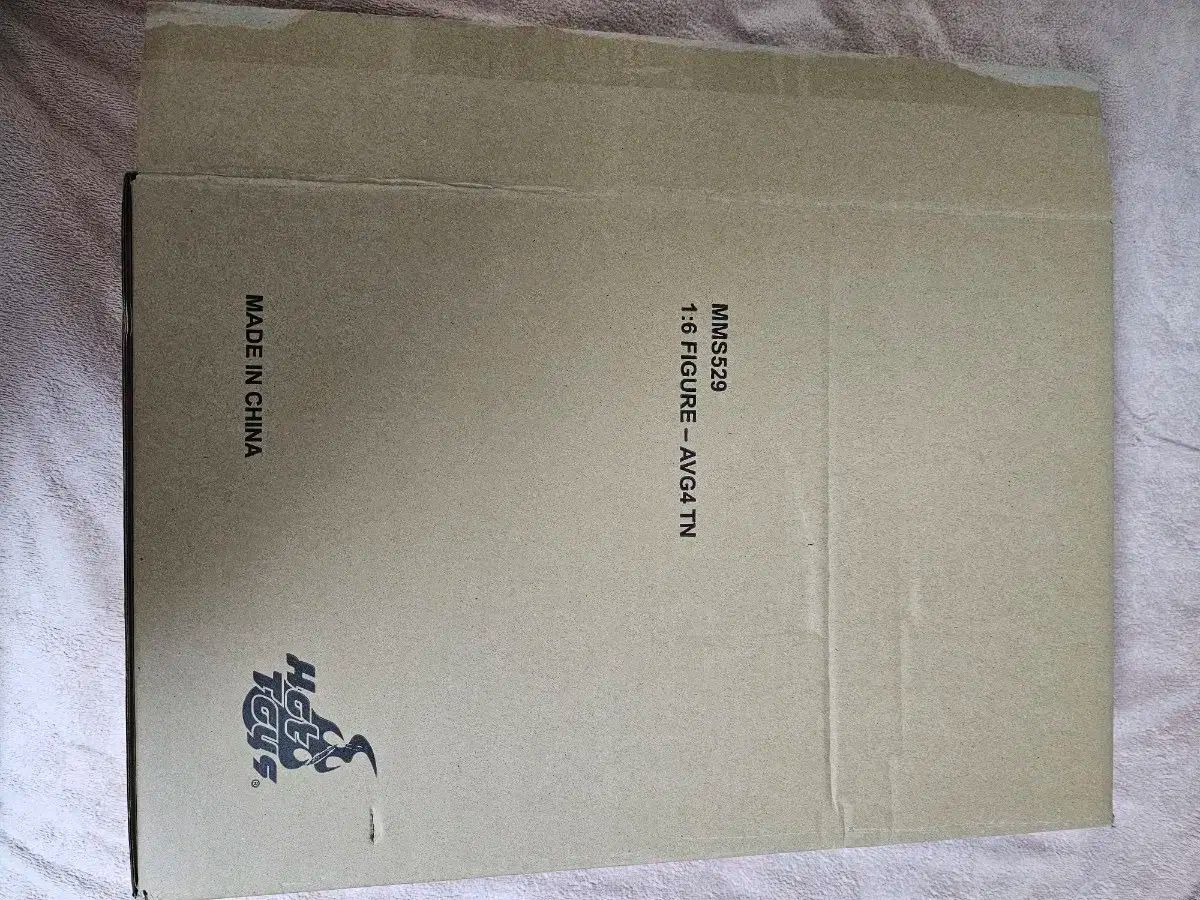 MMS529
1:6 FIGURE – AVG4 TN
MADE IN CHINA
Hot
Toys
®